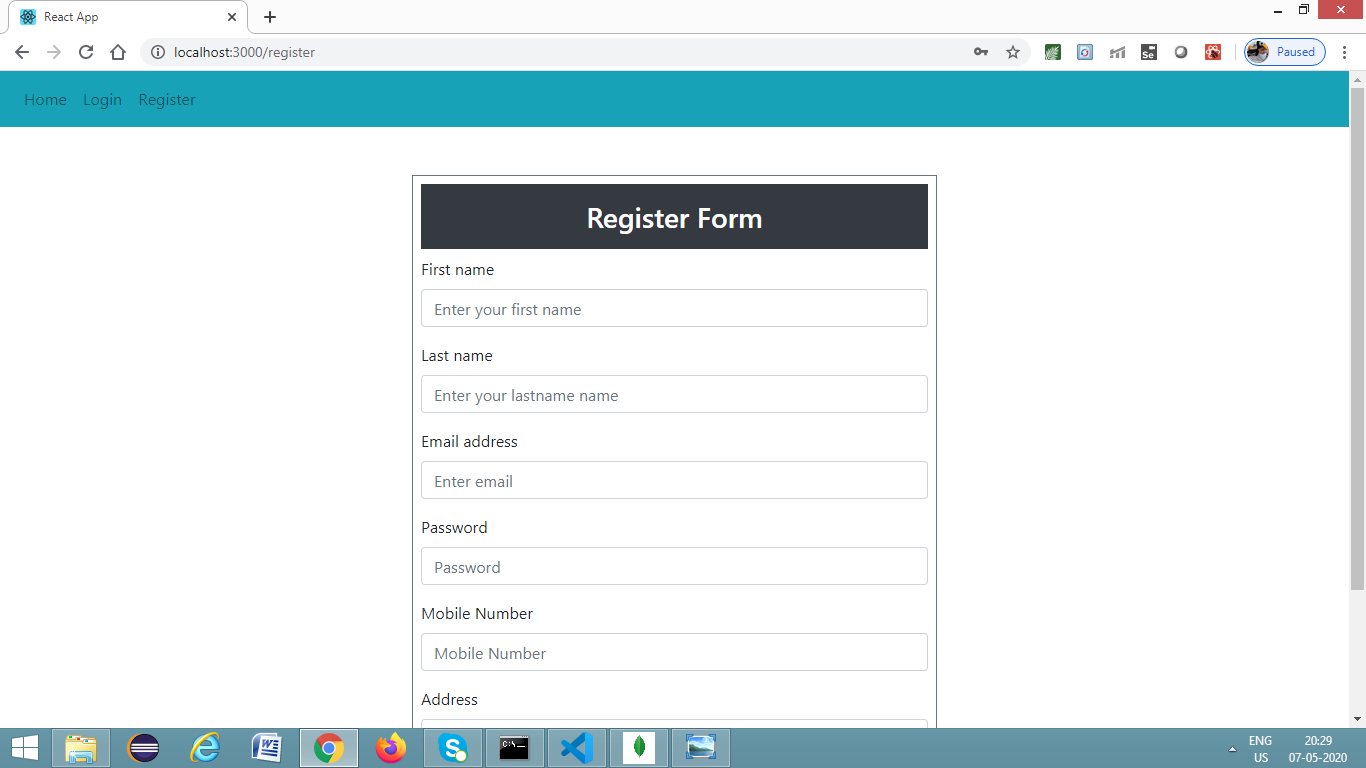 React App
localhost:3000/register
Se
Paused
Home Login Register
Register Form
First name
Enter your first name
Last name
Enter your lastname name
Email address
Enter email
Password
Password
Mobile Number
Mobile Number
Address
ENG
US
20:29
07-05-2020